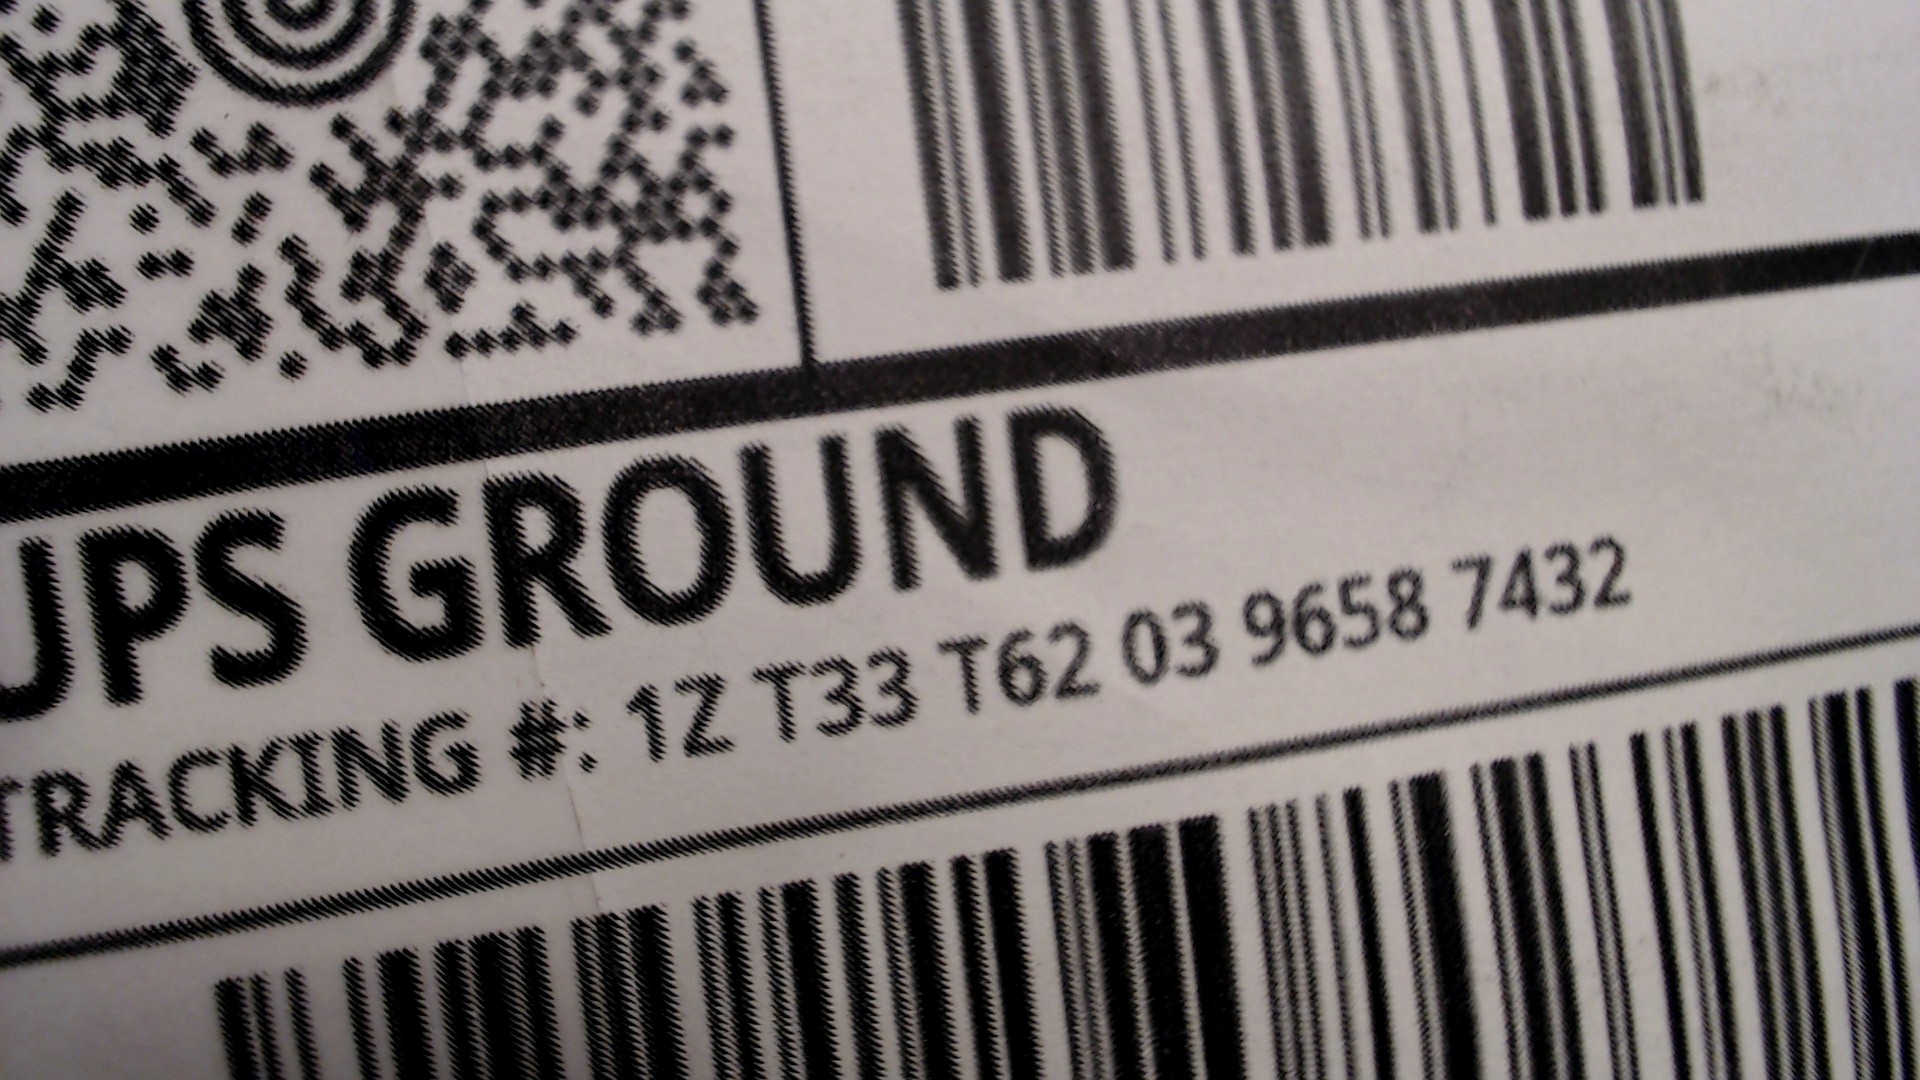 UPS GROUND
TRACKING #: 1Z T33 T62 03 9658 7432